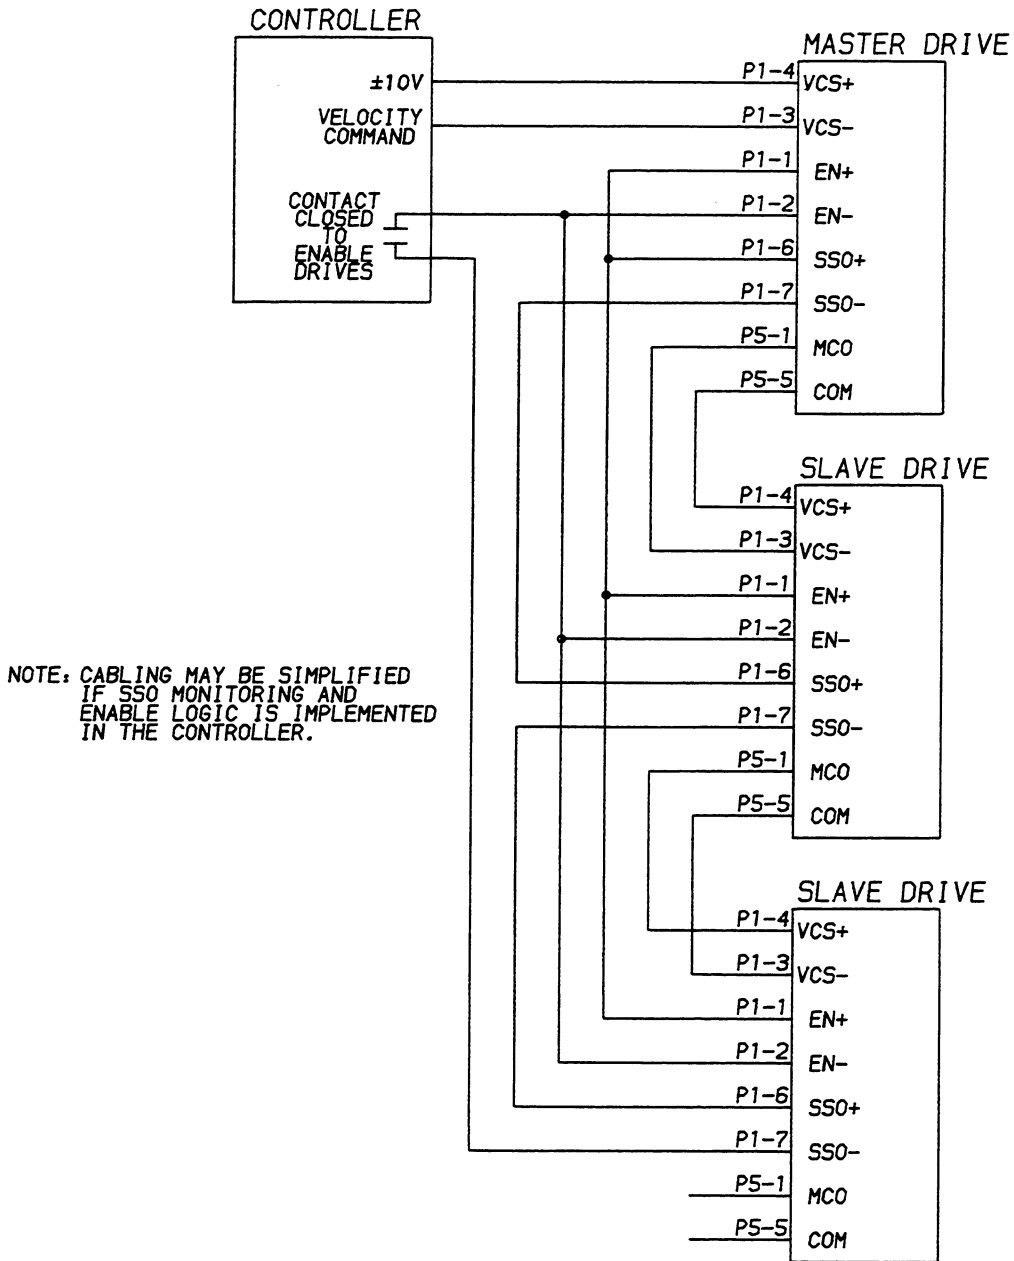 CONTROLLER
±10V
VELOCITY
COMMAND
CONTACT
CLOSED
TO
ENABLE
DRIVES
MASTER DRIVE
P1-4 VCS+
P1-3 VCS-
P1-1 EN+
P1-2 EN-
P1-6 SSO+
P1-7 SSO-
P5-1 MCO
P5-5 COM
SLAVE DRIVE
P1-4 VCS+
P1-3 VCS-
P1-1 EN+
P1-2 EN-
P1-6 SSO+
P1-7 SSO-
P5-1 MCO
P5-5 COM
NOTE: CABLING MAY BE SIMPLIFIED
IF SSO MONITORING AND
ENABLE LOGIC IS IMPLEMENTED
IN THE CONTROLLER.
SLAVE DRIVE
P1-4 VCS+
P1-3 VCS-
P1-1 EN+
P1-2 EN-
P1-6 SSO+
P1-7 SSO-
P5-1 MCO
P5-5 COM